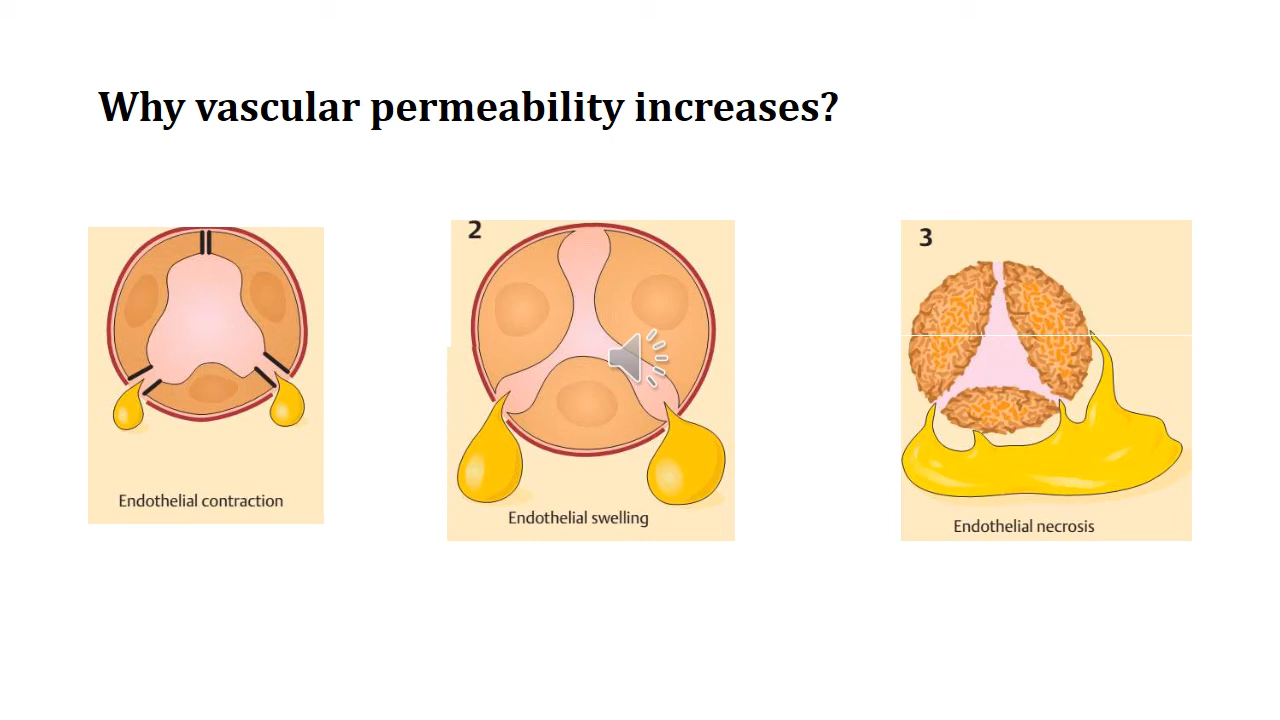 Why vascular permeability increases?
2
3
Endothelial contraction
Endothelial swelling
Endothelial necrosis